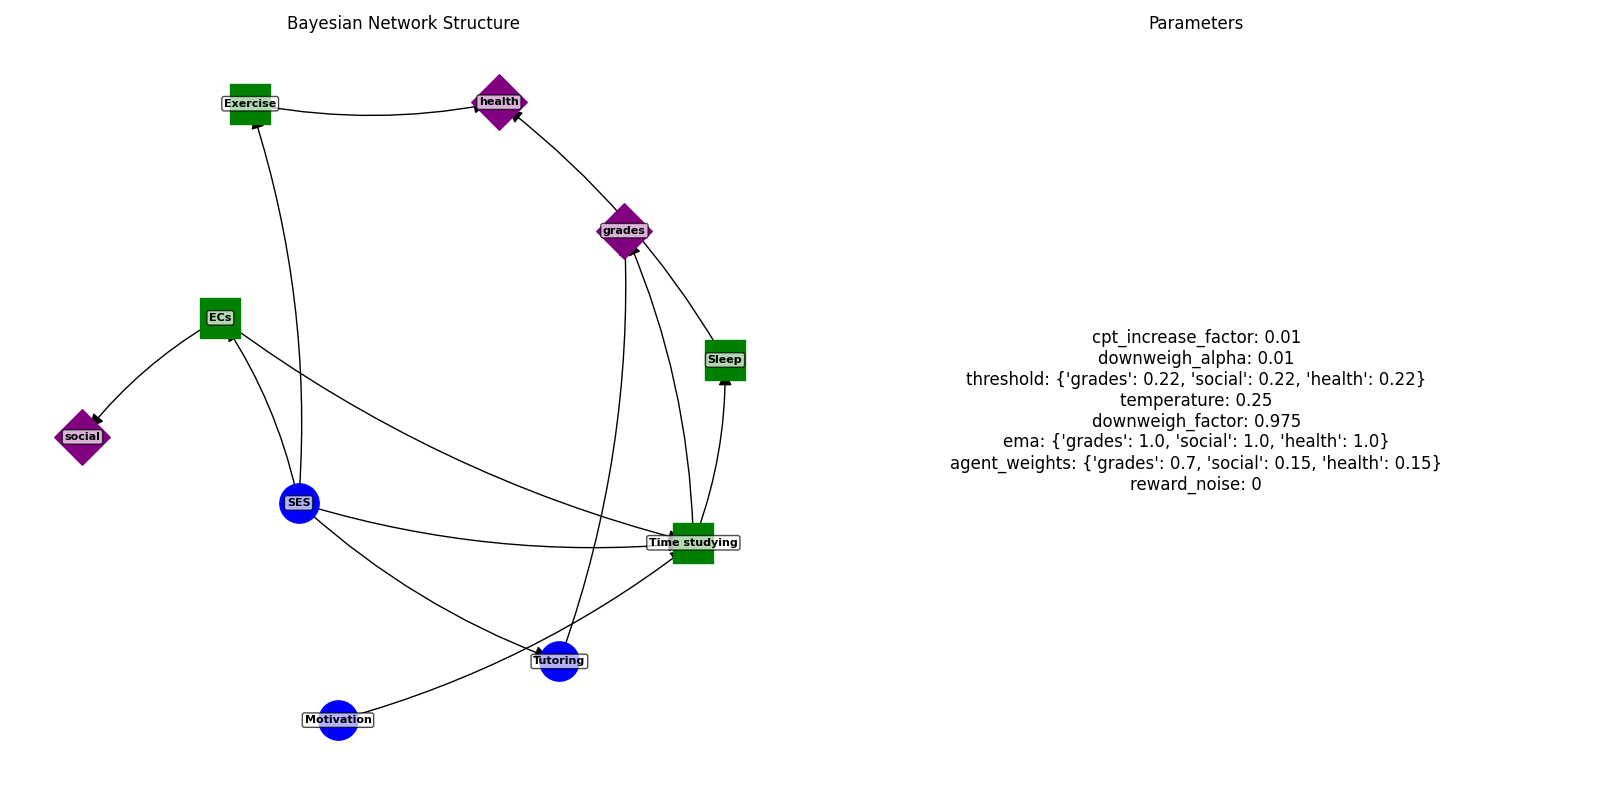 Bayesian Network Structure
Parameters
Exercise
health
grades
ECs
Sleep
social
SES
Time studying
Tutoring
Motivation
cpt_increase_factor: 0.01
downweigh_alpha: 0.01
threshold: {'grades': 0.22, 'social': 0.22, 'health': 0.22}
temperature: 0.25
downweigh_factor: 0.975
ema: {'grades': 1.0, 'social': 1.0, 'health': 1.0}
agent_weights: {'grades': 0.7, 'social': 0.15, 'health': 0.15}
reward_noise: 0